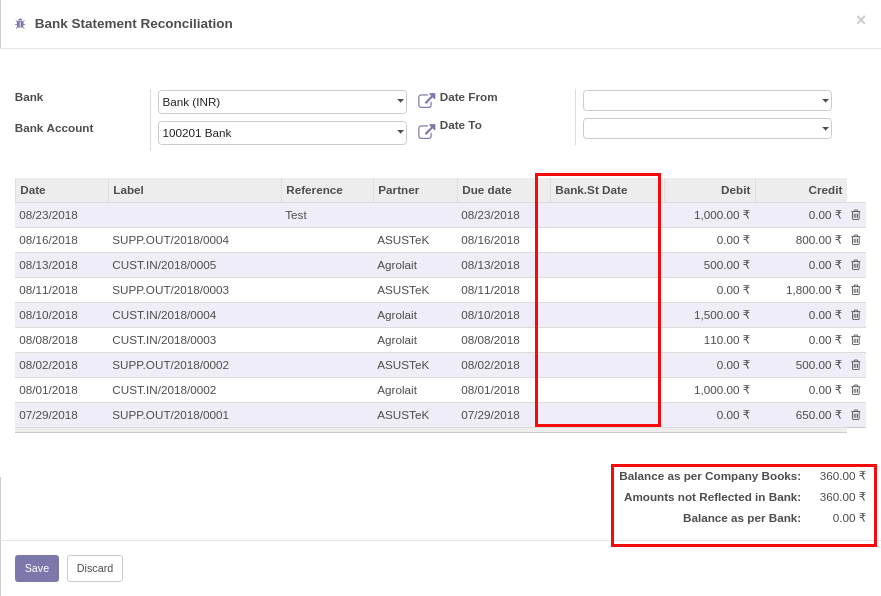 Bank Statement Reconciliation ×
Bank Bank (INR) Date From
Bank Account 100201 Bank Date To
Date Label Reference Partner Due date Bank.St Date Debit Credit
08/23/2018 Test 08/23/2018 1,000.00 ₹ 0.00 ₹
08/16/2018 SUPP.OUT/2018/0004 ASUSTeK 08/16/2018 0.00 ₹ 800.00 ₹
08/13/2018 CUST.IN/2018/0005 Agrolait 08/13/2018 500.00 ₹ 0.00 ₹
08/11/2018 SUPP.OUT/2018/0003 ASUSTeK 08/11/2018 0.00 ₹ 1,800.00 ₹
08/10/2018 CUST.IN/2018/0004 Agrolait 08/10/2018 1,500.00 ₹ 0.00 ₹
08/08/2018 CUST.IN/2018/0003 Agrolait 08/08/2018 110.00 ₹ 0.00 ₹
08/02/2018 SUPP.OUT/2018/0002 ASUSTeK 08/02/2018 0.00 ₹ 500.00 ₹
08/01/2018 CUST.IN/2018/0002 Agrolait 08/01/2018 1,000.00 ₹ 0.00 ₹
07/29/2018 SUPP.OUT/2018/0001 ASUSTeK 07/29/2018 0.00 ₹ 650.00 ₹
Balance as per Company Books: 360.00 ₹
Amounts not Reflected in Bank: 360.00 ₹
Balance as per Bank: 0.00 ₹
Save Discard